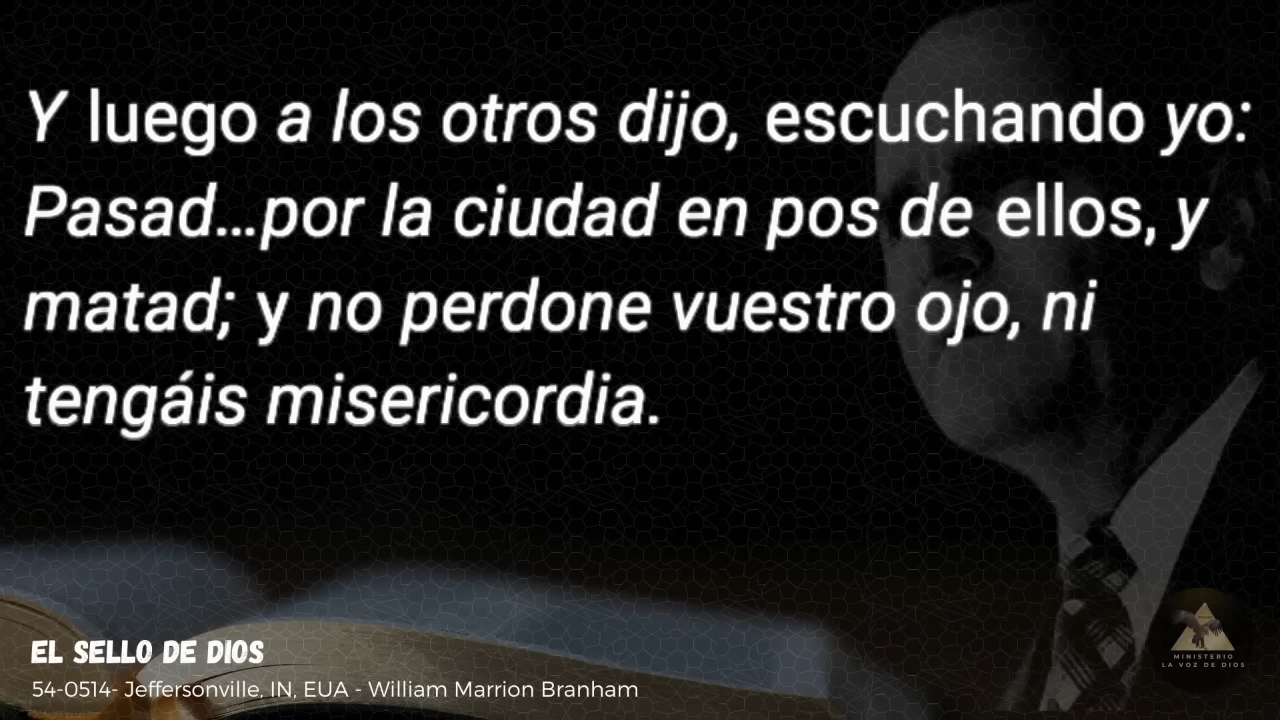 Y luego a los otros dijo, escuchando yo:
Pasad...por la ciudad en pos de ellos, y
matad; y no perdone vuestro ojo, ni
tengáis misericordia.
EL SELLO DE DIOS
54-0514- Jeffersonville, IN, EUA - William Marrion Branham
MINISTERIO
LA VOZ DE DIOS